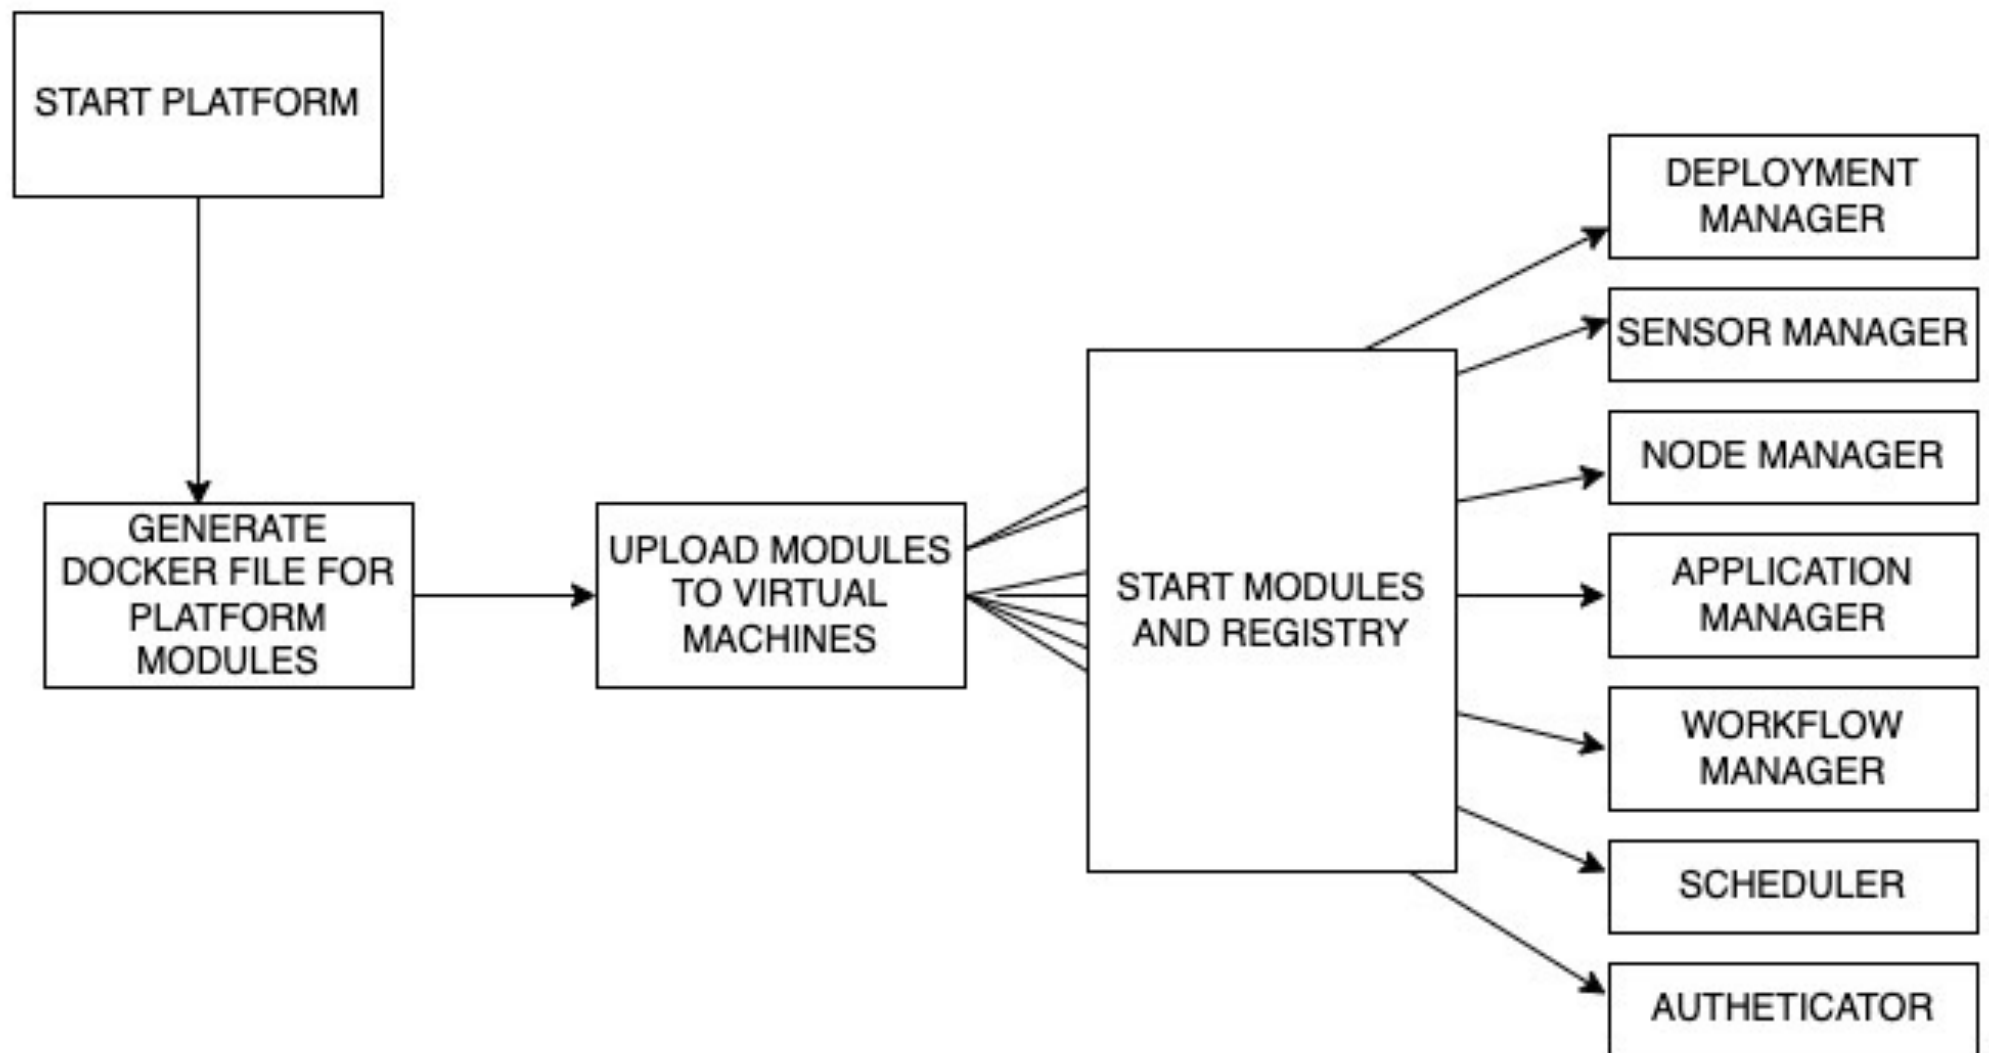 START PLATFORM
GENERATE
DOCKER FILE FOR
PLATFORM
MODULES
UPLOAD MODULES
TO VIRTUAL
MACHINES
START MODULES
AND REGISTRY
DEPLOYMENT
MANAGER
SENSOR MANAGER
NODE MANAGER
APPLICATION
MANAGER
WORKFLOW
MANAGER
SCHEDULER
AUTHETICATOR